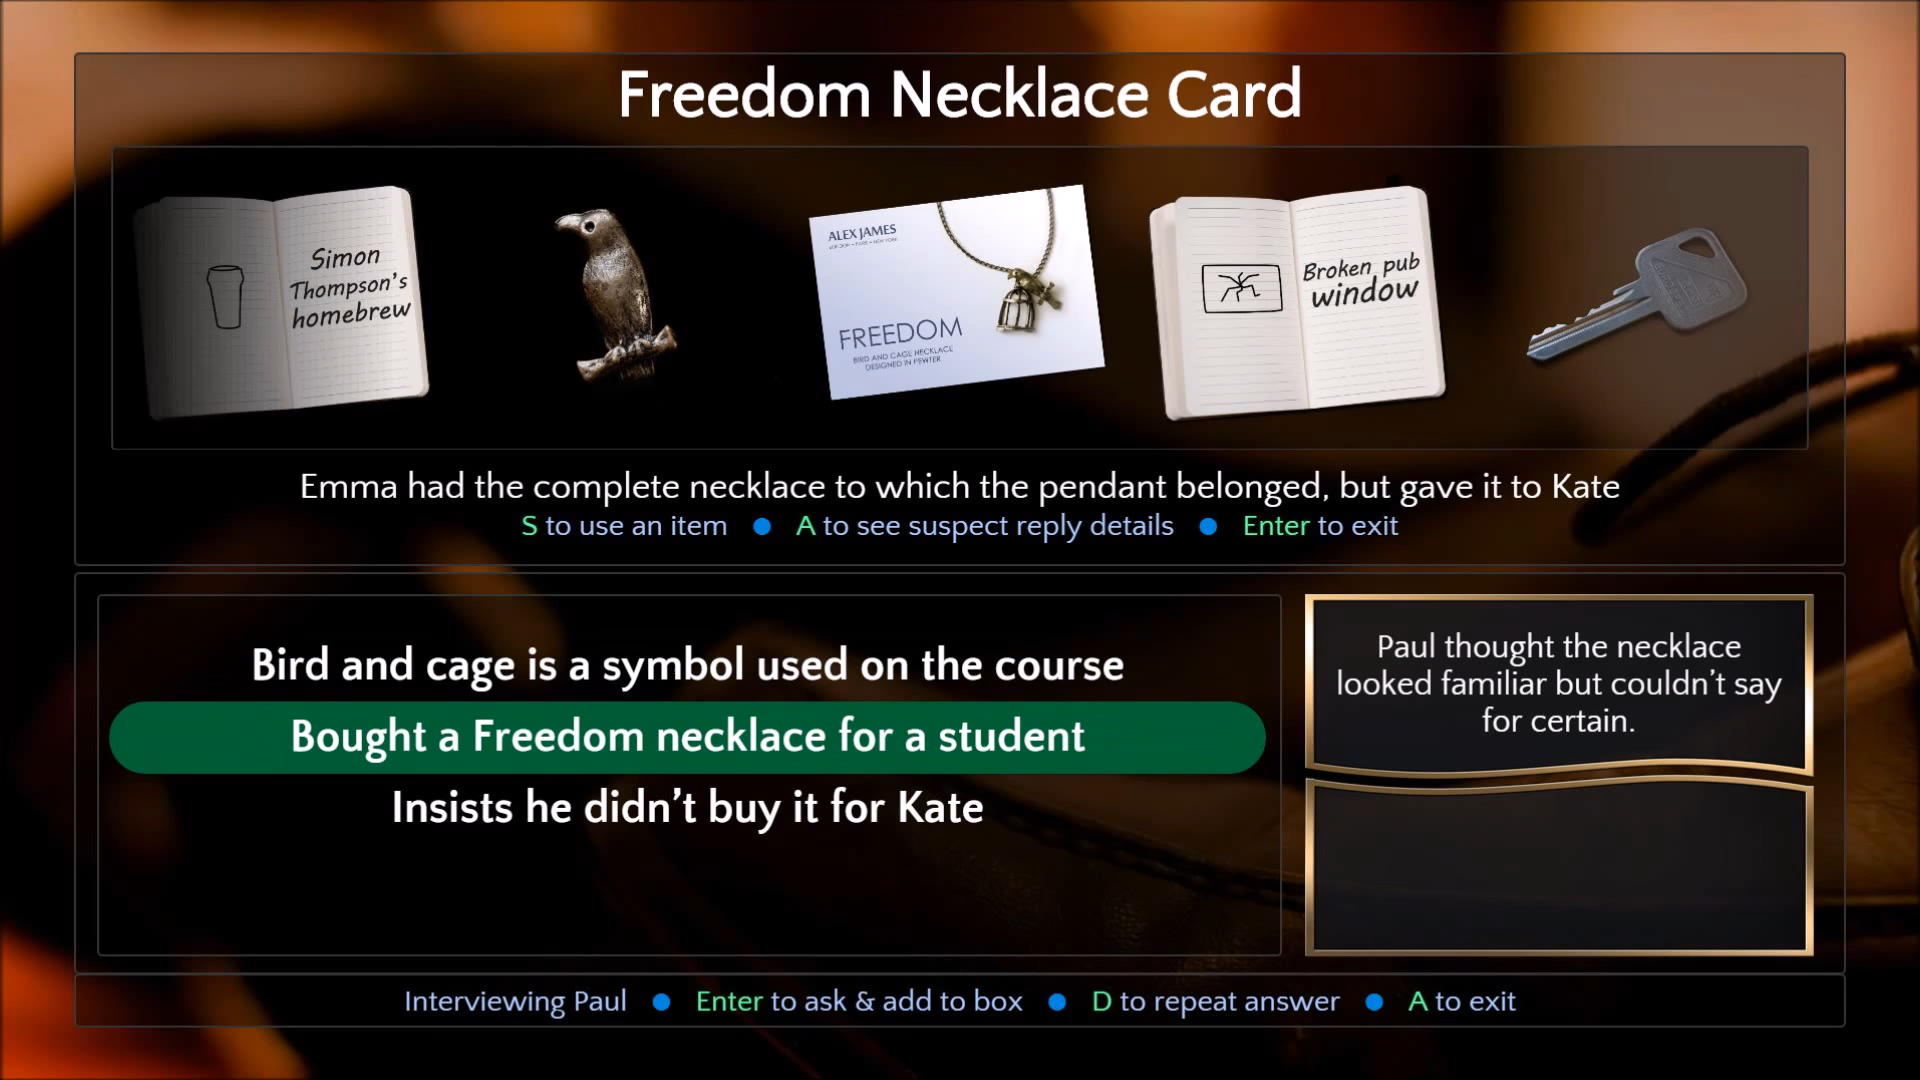 Freedom Necklace Card
Simon
Thompson's
homebrew
ALEX JAMES
FREEDOM
BIRD AND CAGE NECKLACE
DESIGNED IN PEWTER
Broken pub
window
Emma had the complete necklace to which the pendant belonged, but gave it to Kate
S to use an item • A to see suspect reply details • Enter to exit
Bird and cage is a symbol used on the course
Bought a Freedom necklace for a student
Insists he didn't buy it for Kate
Paul thought the necklace
looked familiar but couldn't say
for certain.
Interviewing Paul • Enter to ask & add to box • D to repeat answer • A to exit